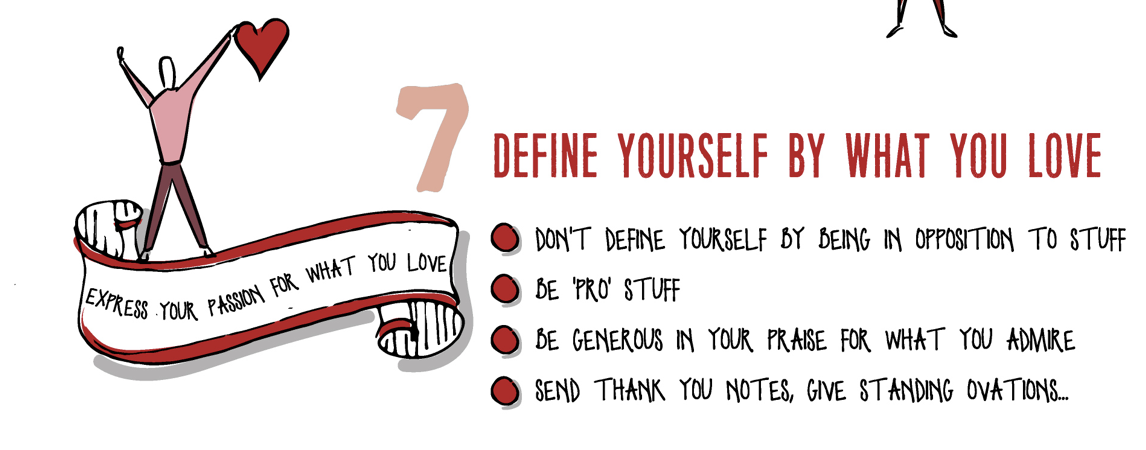 7
DEFINE YOURSELF BY WHAT YOU LOVE
EXPRESS YOUR PASSION FOR WHAT YOU LOVE
DON'T DEFINE YOURSELF BY BEING IN OPPOSITION TO STUFF
BE 'PRO' STUFF
BE GENEROUS IN YOUR PRAISE FOR WHAT YOU ADMIRE
SEND THANK YOU NOTES, GIVE STANDING OVATIONS...